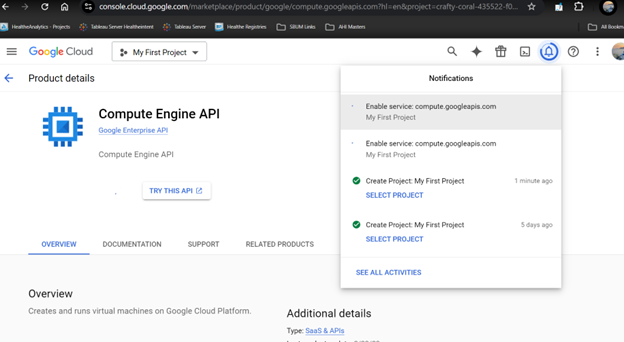 console.cloud.google.com/marketplace/product/google/compute.googleapis.com?hl=en&project=crafty-coral-435522-f0...
HealtheAnalytics - Projects
Tableau Server Healtheintent
Tableau Server
Healthe Registries
SBUM Links
AHI Masters
All Bookma
Google Cloud
My First Project
Product details
Notifications
Compute Engine API
Google Enterprise API
Compute Engine API
TRY THIS API
Enable service: compute.googleapis.com
My First Project
Enable service: compute.googleapis.com
My First Project
Create Project: My First Project
1 minute ago
SELECT PROJECT
Create Project: My First Project
5 days ago
SELECT PROJECT
SEE ALL ACTIVITIES
OVERVIEW
DOCUMENTATION
SUPPORT
RELATED PRODUCTS
Overview
Creates and runs virtual machines on Google Cloud Platform.
Additional details
Type: SaaS & APIs